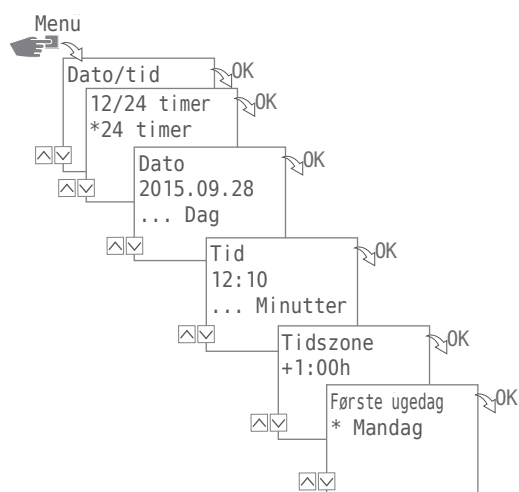 Menu
Dato/tid
OK
12/24 timer
*24 timer
OK
Dato
2015.09.28
... Dag
OK
Tid
12:10
... Minutter
OK
Tidszone
+1:00h
OK
Første ugedag
* Mandag
OK